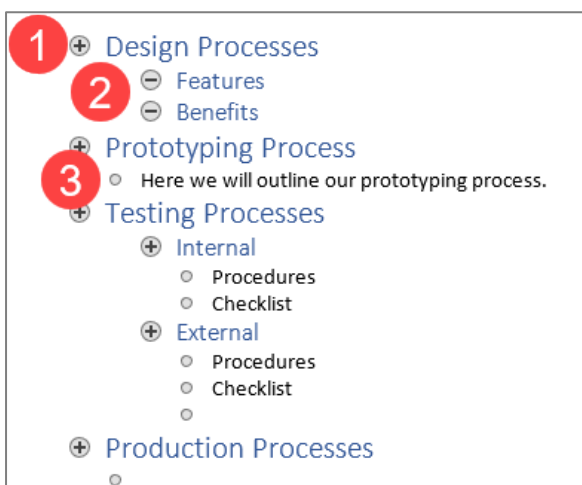 1 Design Processes
2 Features
Benefits
Prototyping Process
3 Here we will outline our prototyping process.
Testing Processes
Internal
Procedures
Checklist
External
Procedures
Checklist
Production Processes